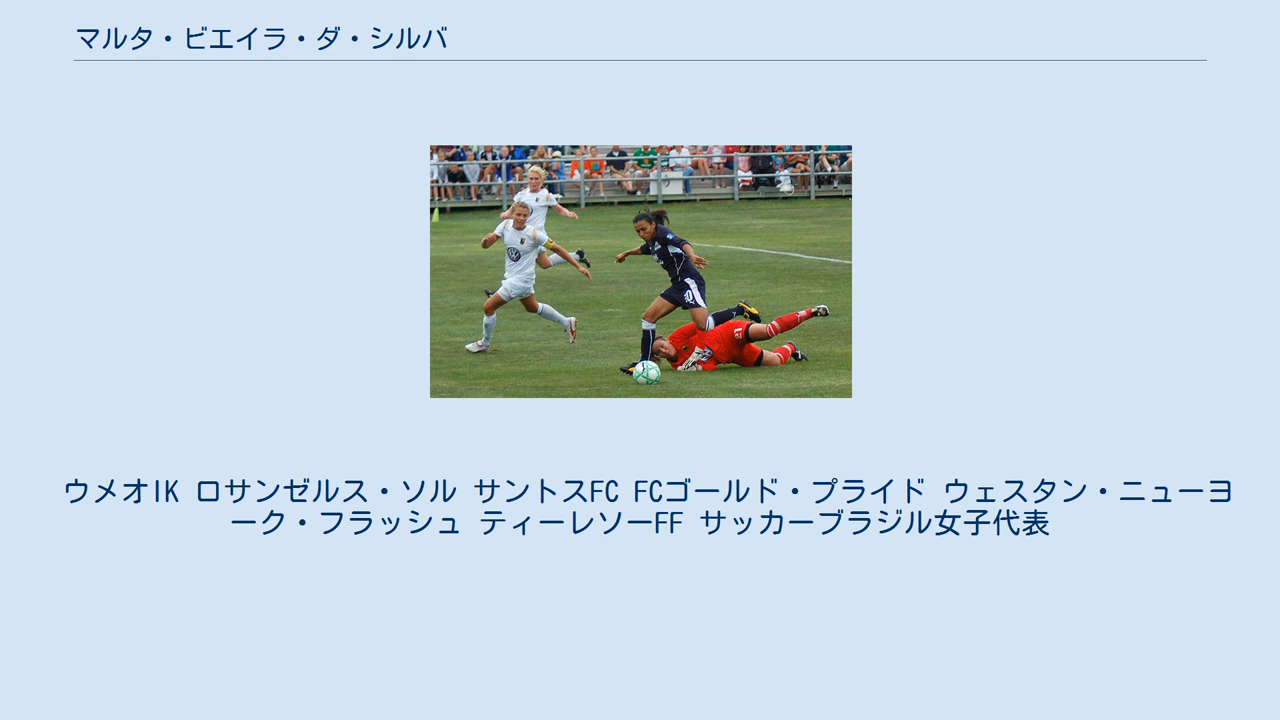 マルタ・ビエイラ・ダ・シルバ
ウメオIK ロサンゼルス・ソル サントスFC FCゴールド・プライド ウェスタン・ニューヨ
ーク・フラッシュ ティーレソーFF サッカーブラジル女子代表